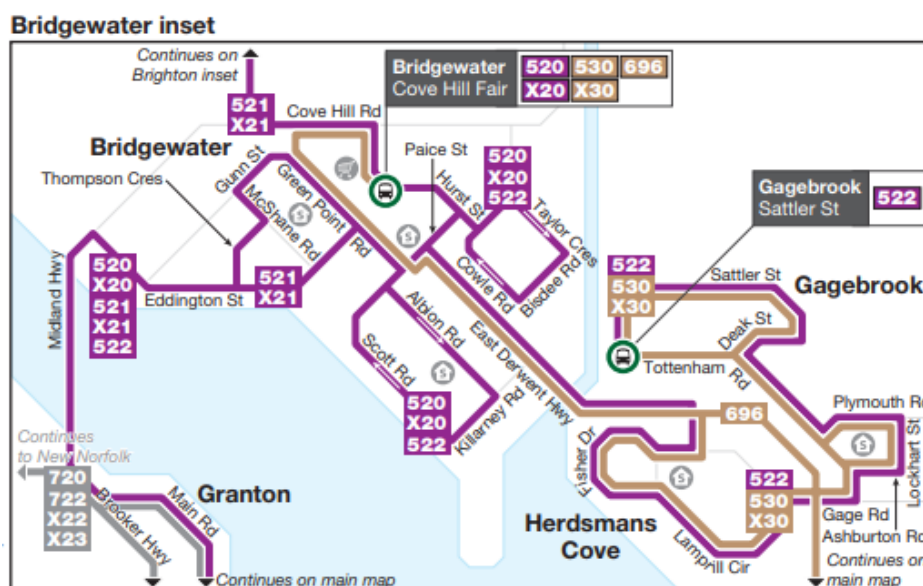 Bridgewater inset
Continues on
Brighton inset
521
X21
Cove Hill Rd
Bridgewater
Cove Hill Fair
520 530 696
X20 X30
Bridgewater
Thompson Cres
Gunn St
McShane Rd
Green Point Rd
Paice St
Hurst St
520
X20
522
Taylor Cres
Cowle Rd
Bisdee Rd
Gagebrook
Sattler St
522
Midland Hwy
520
X20
521
X21
522
Eddington St
521
X21
Albion Rd
Scott Rd
520
X20
522
Killarney Rd
East Derwent Hwy
522
530
X30
Sattler St
Gagebrook
Deak St
Tottenham Rd
696
Plymouth R
Lockhart St
Continues
to New Norfolk
720
722
X22
X23
Brooker Hwy
Main Rd
Granton
Continues on main map
Fisher Dr
Herdsmans
Cove
Lamprill Cir
522
530
X30
Gage Rd
Ashburton Rd
Continues on
main map